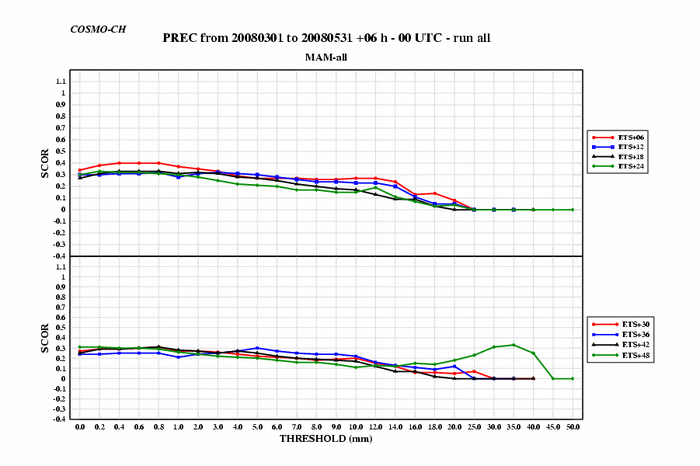 COSMO-CH
PREC from 20080301 to 20080531 +06 h - 00 UTC - run all
MAM-all
1.1
1
0.9
0.8
0.7
0.6
0.5
0.4
0.3
0.2
0.1
0
-0.1
-0.2
-0.3
-0.4
SCOR
ETS+06
ETS+12
ETS+18
ETS+24
1.1
1
0.9
0.8
0.7
0.6
0.5
0.4
0.3
0.2
0.1
0
-0.1
-0.2
-0.3
-0.4
SCOR
ETS+30
ETS+36
ETS+42
ETS+48
0.0 0.2 0.4 0.6 0.8 1.0 2.0 3.0 4.0 5.0 6.0 7.0 8.0 9.0 10.0 12.0 14.0 16.0 18.0 20.0 25.0 30.0 35.0 40.0 45.0 50.0
THRESHOLD (mm)